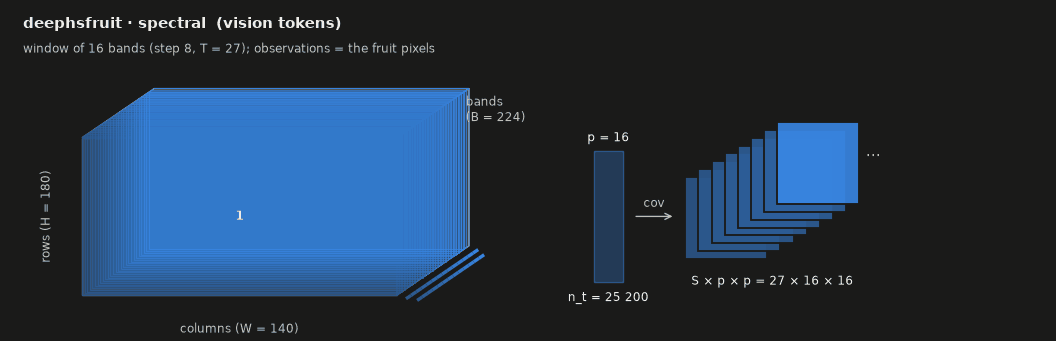 deephsfruit · spectral (vision tokens)
window of 16 bands (step 8, T = 27); observations = the fruit pixels
bands
(B = 224)
rows (H = 180)
1
columns (W = 140)
p = 16
cov
n_t = 25 200
...
S × p × p = 27 × 16 × 16